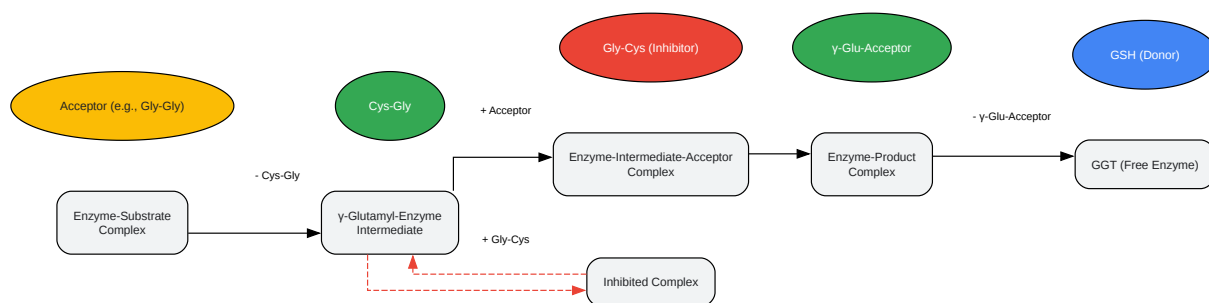 Gly-Cys (Inhibitor)
γ-Glu-Acceptor
GSH (Donor)
Acceptor (e.g., Gly-Gly)
Cys-Gly
+ Acceptor
- γ-Glu-Acceptor
Enzyme-Intermediate-Acceptor
Complex
Enzyme-Product
Complex
GGT (Free Enzyme)
- Cys-Gly
Enzyme-Substrate
Complex
γ-Glutamyl-Enzyme
Intermediate
+ Gly-Cys
Inhibited Complex